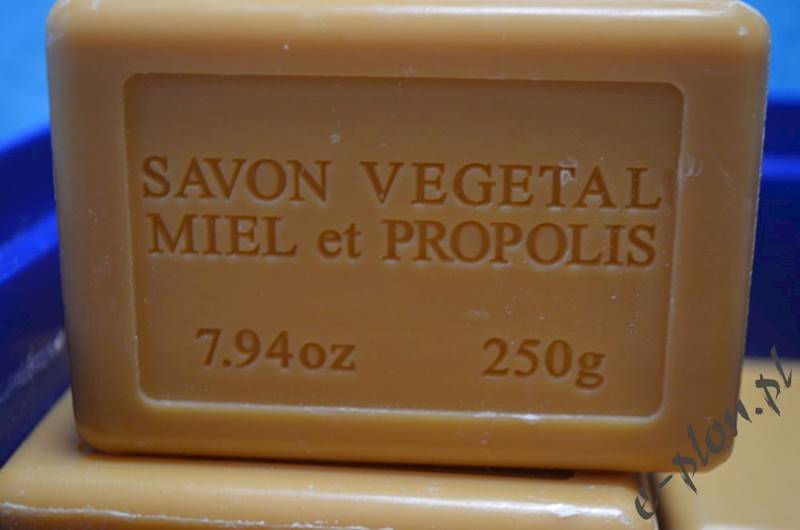 SAVON VEGETAL
MIEL et PROPOLIS
7.94oz 250g
e-plon.pl